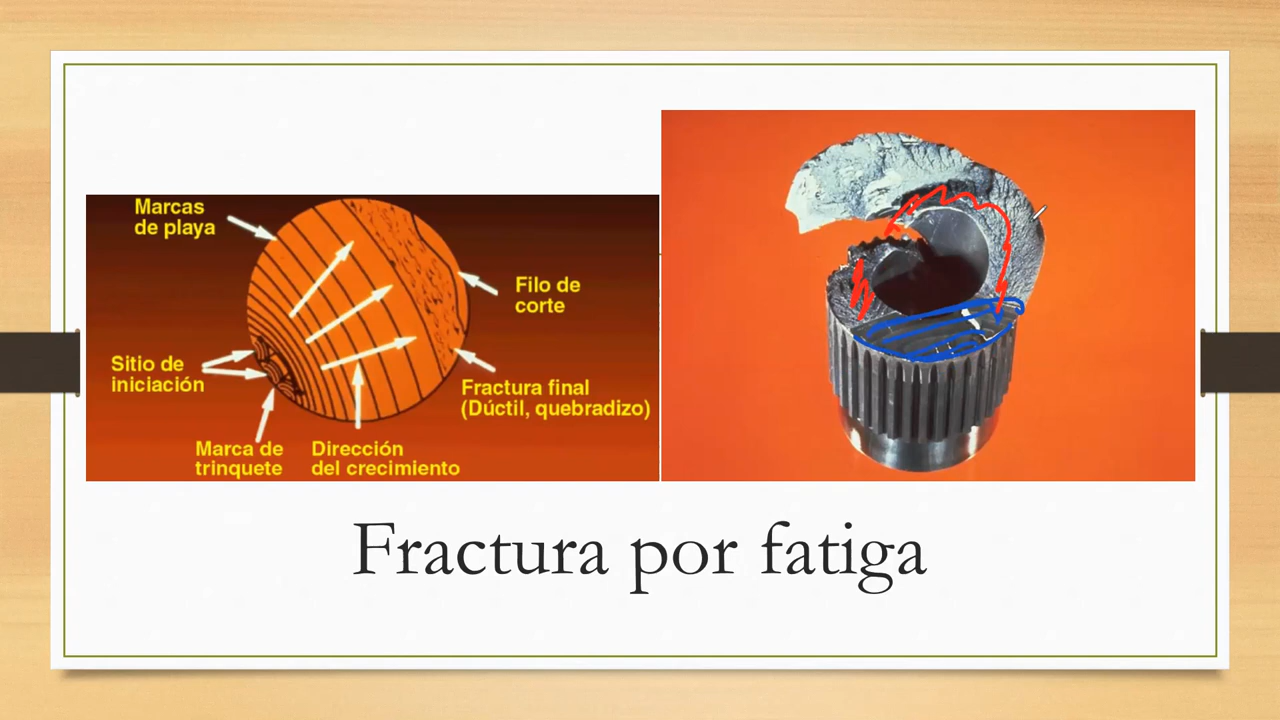 Marcas
de playa
Filo de
corte
Sitio de
iniciación
Fractura final
(Dúctil, quebradizo)
Marca de
trinquete
Dirección
del crecimiento
Fractura por fatiga